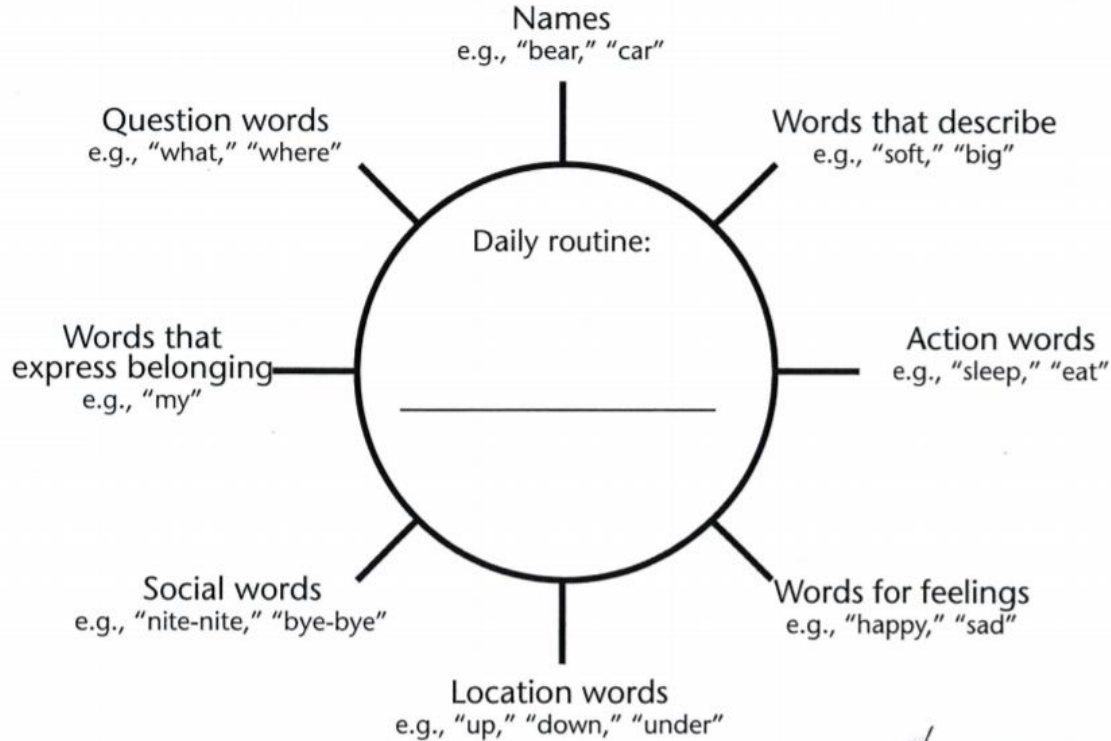 Names
e.g., “bear,” “car”
Question words
e.g., “what,” “where”
Words that describe
e.g., “soft,” “big”
Daily routine:
Words that
express belonging
e.g., “my”
Action words
e.g., “sleep,” “eat”
Social words
e.g., “nite-nite,” “bye-bye”
Words for feelings
e.g., “happy,” “sad”
Location words
e.g., “up,” “down,” “under”